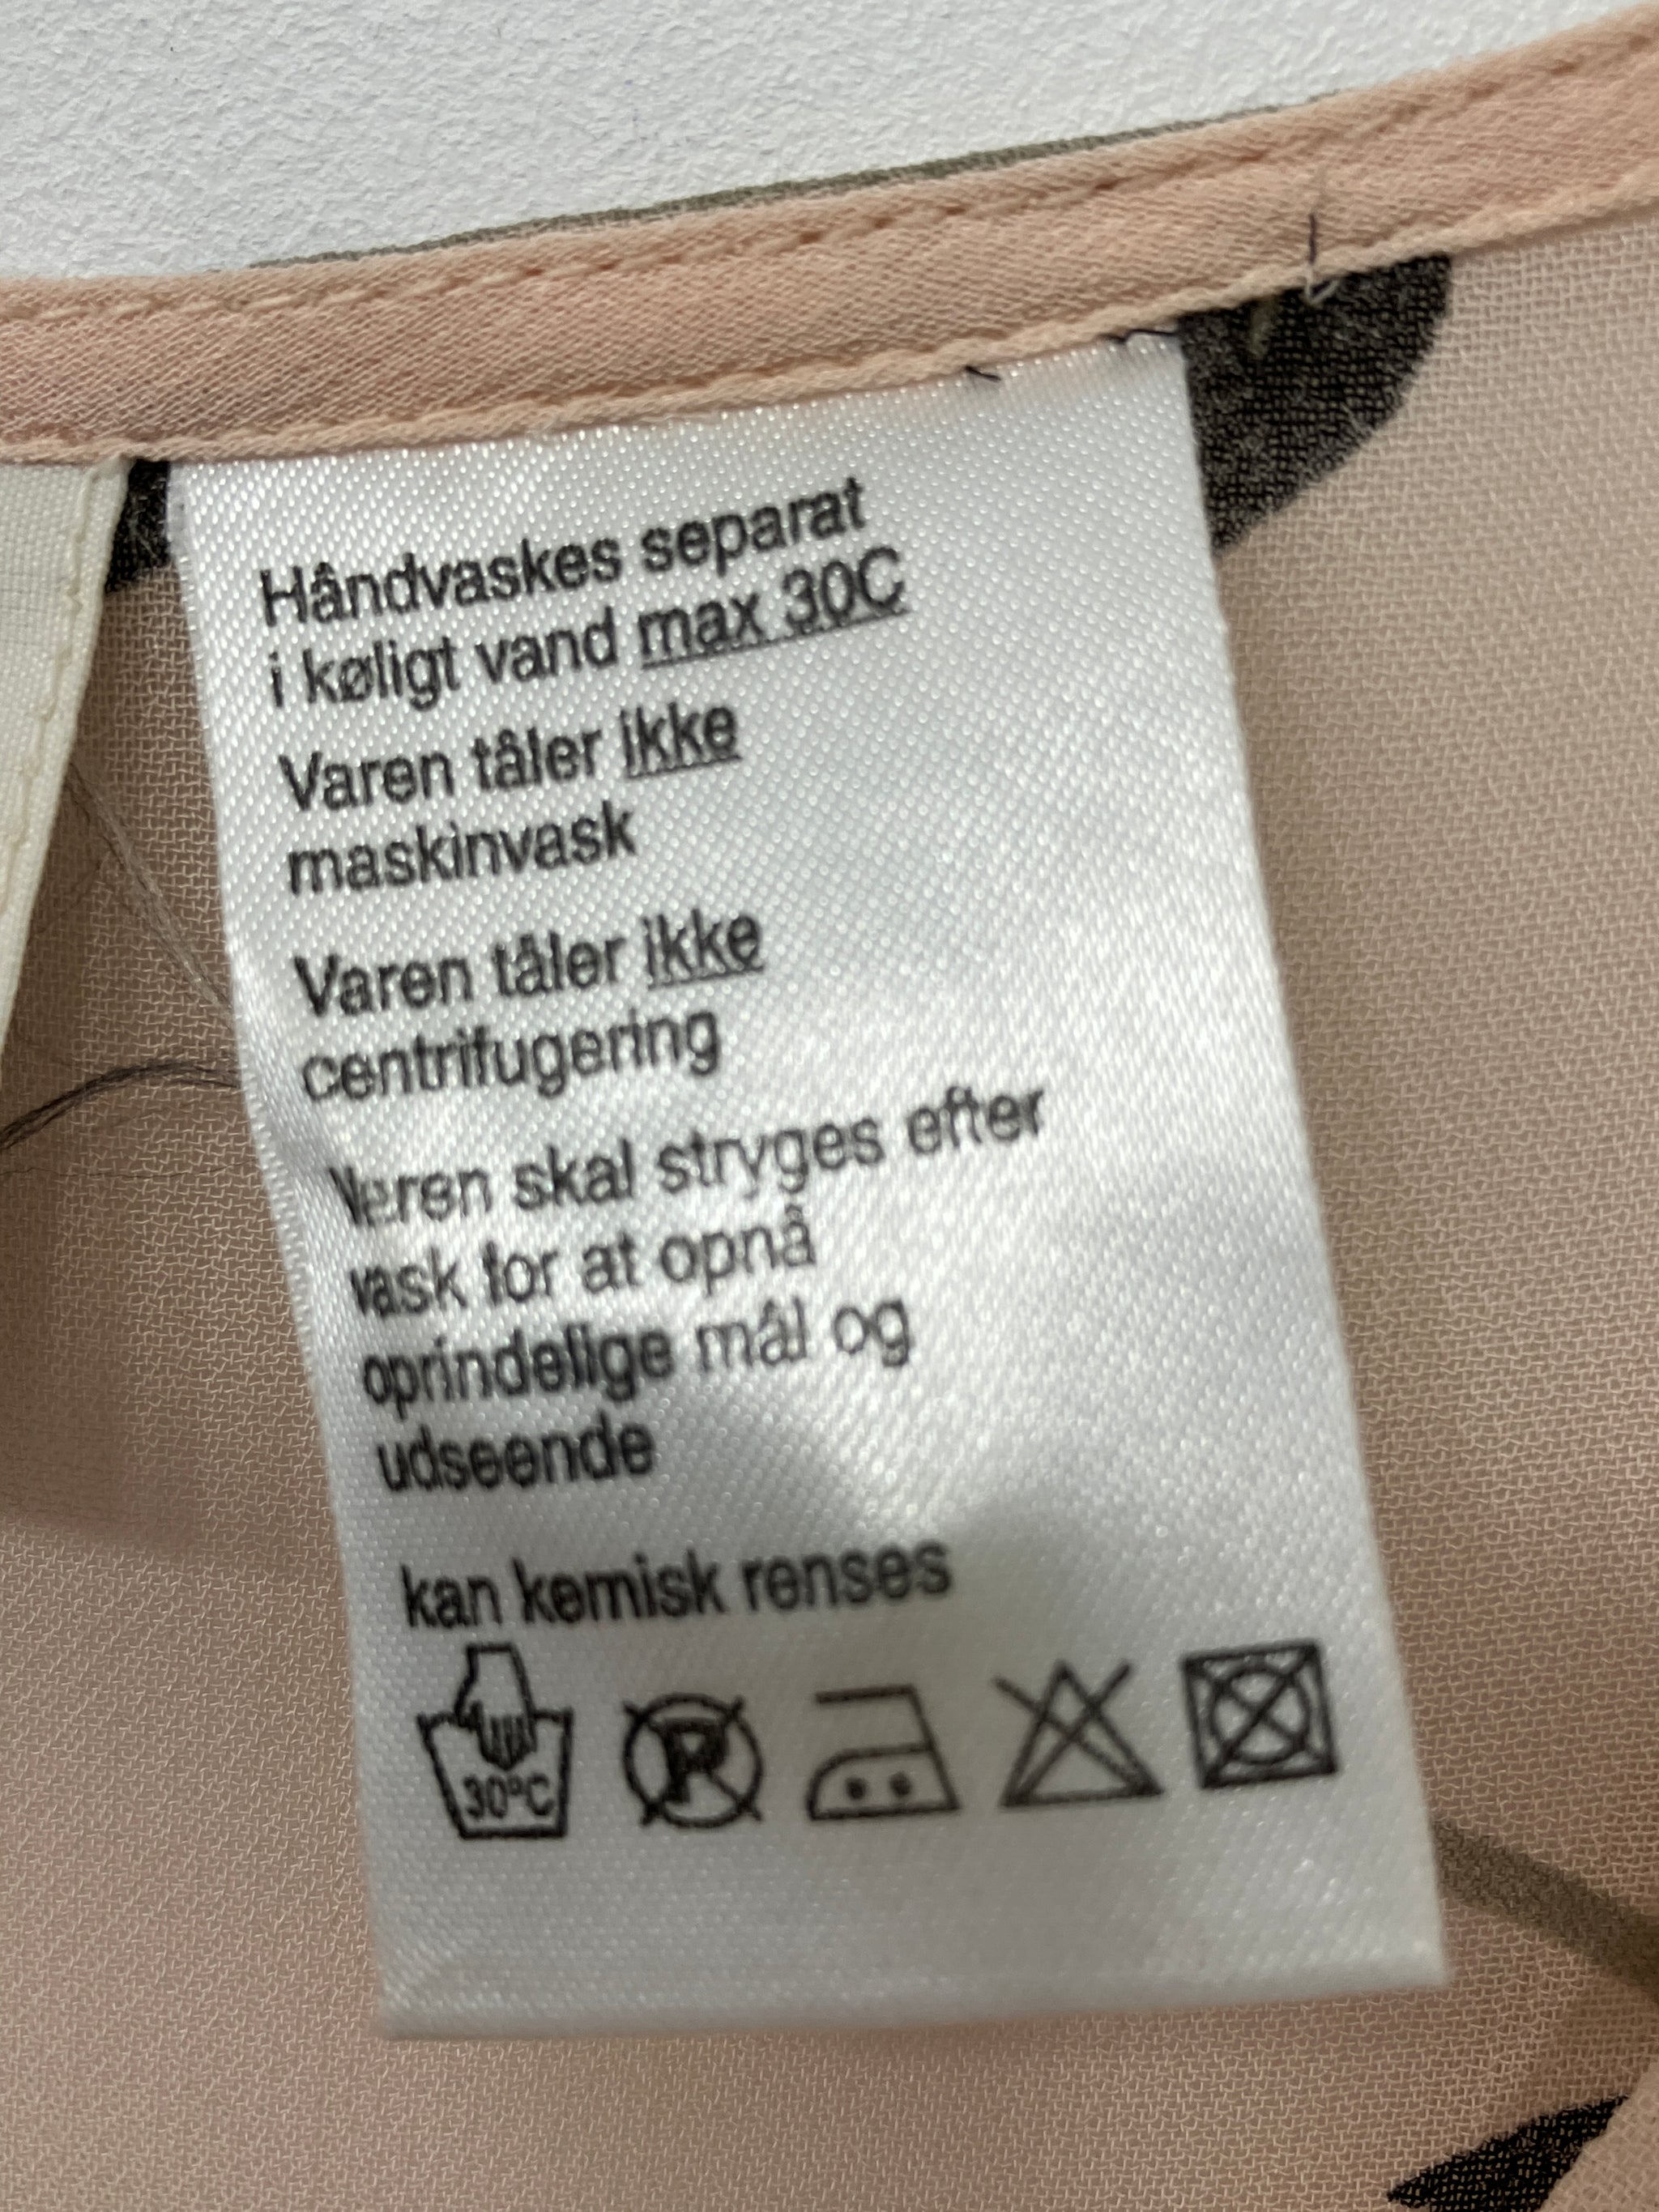 Håndvaskes separat
i køligt vand max 30C
Varen tåler ikke
maskinvask
Varen tåler ikke
centrifugering
Varen skal stryges efter
vask for at opnå
oprindelige mål og
udseende
kan kemisk renses
30°C P